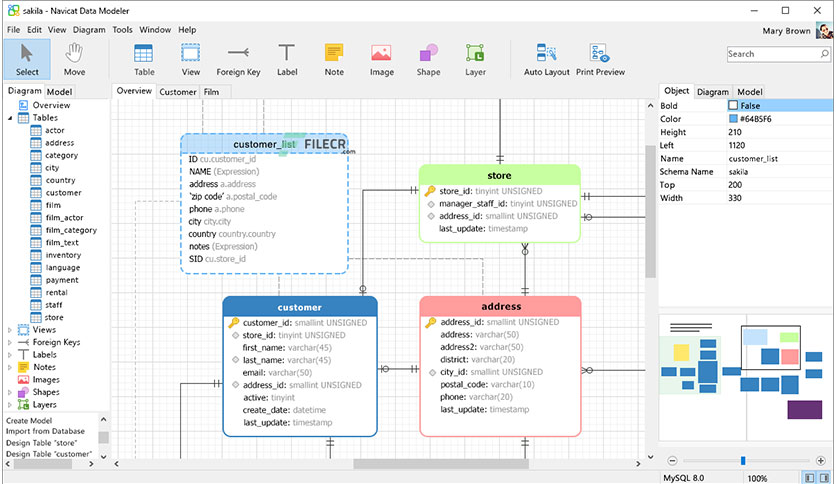 sakila - Navicat Data Modeler
File Edit View Diagram Tools Window Help
Mary Brown
Select
Move
Table
View
Foreign Key
Label
Note
Image
Shape
Layer
Auto Layout
Print Preview
Search
Diagram Model
Overview
Tables
actor
address
category
city
country
customer
film
film_actor
film_category
film_text
inventory
language
payment
rental
staff
store
Views
Foreign Keys
Labels
Notes
Images
Shapes
Layers
Create Model
Import from Database
Design Table "store"
Design Table "customer"
Overview Customer Film
customer_list
FILECR
.com
ID cu.customer_id
NAME (Expression)
address a.address
'zip code' a.postal_code
phone a.phone
city city.city
country country.country
notes (Expression)
SID cu.store_id
store
store_id: tinyint UNSIGNED
manager_staff_id: tinyint UNSIGNED
address_id: smallint UNSIGNED
last_update: timestamp
customer
customer_id: smallint UNSIGNED
store_id: tinyint UNSIGNED
first_name: varchar(45)
last_name: varchar(45)
email: varchar(50)
address_id: smallint UNSIGNED
active: tinyint
create_date: datetime
last_update: timestamp
address
address_id: smallint UNSIGNED
address: varchar(50)
address2: varchar(50)
district: varchar(20)
city_id: smallint UNSIGNED
postal_code: varchar(10)
phone: varchar(20)
last_update: timestamp
Object Diagram Model
Bold False
Color #64B5F6
Height 210
Left 1120
Name customer_list
Schema Name sakila
Top 200
Width 330
MySQL 8.0
100%